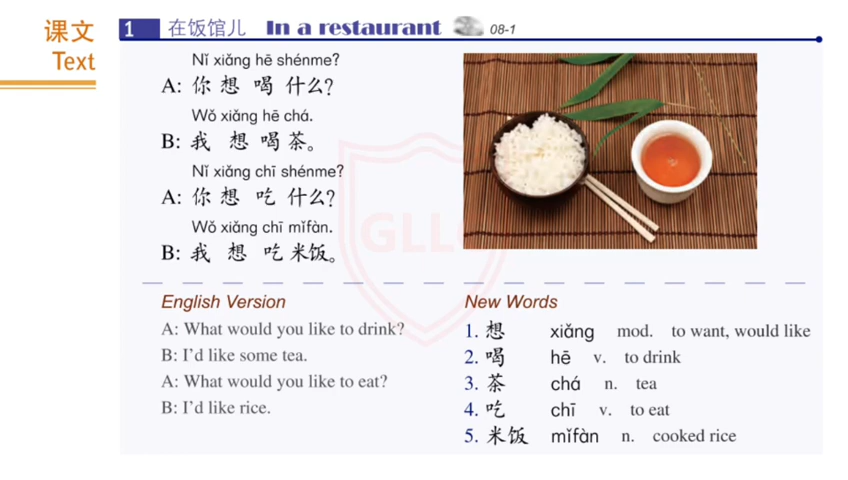 课文
Text
1 在饭馆儿 In a restaurant 08-1
Nǐ xiǎng hē shénme?
A: 你 想 喝 什么?
Wǒ xiǎng hē chá.
B: 我 想 喝 茶。
Nǐ xiǎng chī shénme?
A: 你 想 吃 什么?
Wǒ xiǎng chī mǐfàn.
B: 我 想 吃 米饭。
English Version
A: What would you like to drink?
B: I'd like some tea.
A: What would you like to eat?
B: I'd like rice.
New Words
1. 想 xiǎng mod. to want, would like
2. 喝 hē v. to drink
3. 茶 chá n. tea
4. 吃 chī v. to eat
5. 米饭 mǐfàn n. cooked rice